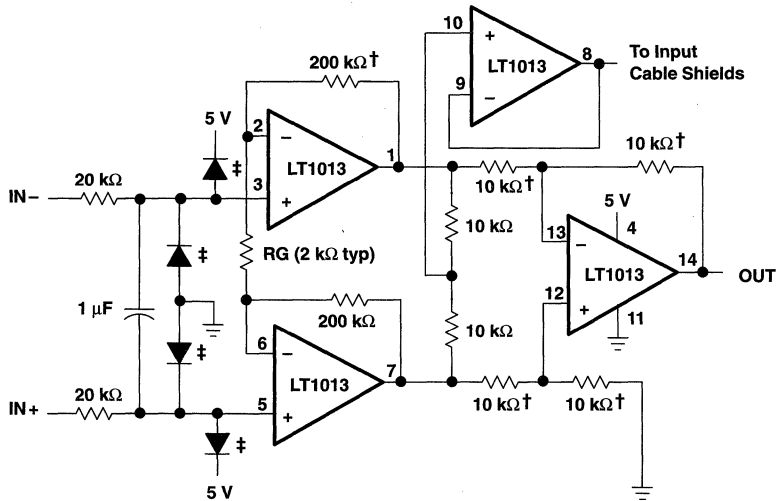 10
+
8
To Input
Cable Shields
LT1013
9
−
200 kΩ†
5 V
2
−
1
LT1013
‡
3
+
10 kΩ†
10 kΩ†
20 kΩ
IN−
10 kΩ
5 V
4
13
−
14
LT1013
OUT
12
+
11
‡
RG (2 kΩ typ)
1 μF
200 kΩ
10 kΩ
‡
6
−
7
LT1013
10 kΩ†
10 kΩ†
20 kΩ
IN+
5
+
‡
5 V